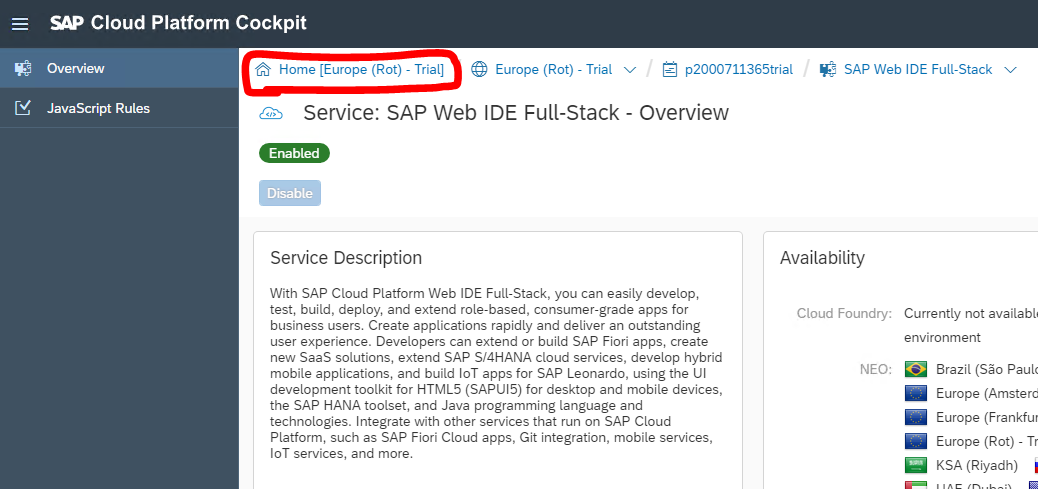 SAP Cloud Platform Cockpit
Overview
JavaScript Rules
Home [Europe (Rot) - Trial] Europe (Rot) - Trial / p2000711365trial / SAP Web IDE Full-Stack
Service: SAP Web IDE Full-Stack - Overview
Enabled
Disable
Service Description
With SAP Cloud Platform Web IDE Full-Stack, you can easily develop,
test, build, deploy, and extend role-based, consumer-grade apps for
business users. Create applications rapidly and deliver an outstanding
user experience. Developers can extend or build SAP Fiori apps, create
new SaaS solutions, extend SAP S/4HANA cloud services, develop hybrid
mobile applications, and build IoT apps for SAP Leonardo, using the UI
development toolkit for HTML5 (SAPUI5) for desktop and mobile devices,
the SAP HANA toolset, and Java programming language and
technologies. Integrate with other services that run on SAP Cloud
Platform, such as SAP Fiori Cloud apps, Git integration, mobile services,
IoT services, and more.
Availability
Cloud Foundry: Currently not available
environment
NEO: Brazil (São Paulo
Europe (Amsterd
Europe (Frankfur
Europe (Rot) - Tr
KSA (Riyadh)
UAE (Dubai)